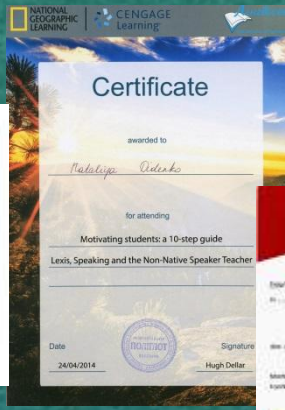 NATIONAL
GEOGRAPHIC
LEARNING
CENGAGE
Learning
Certificate
awarded to
Nataliya
for attending
Motivating students: a 10-step guide
Lexis, Speaking and the Non-Native Speaker Teacher
Date
Signature
ПОЛІГЛОТ
24/04/2014
Hugh Dellar